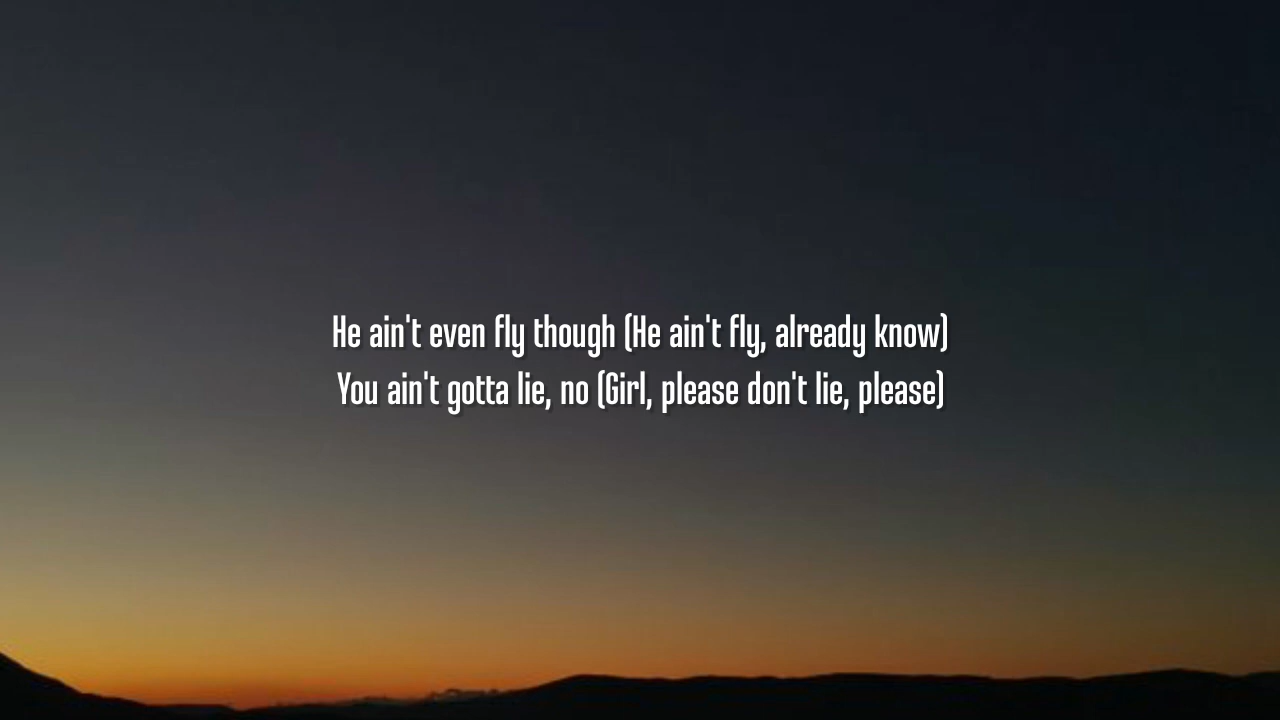 He ain't even fly though (He ain't fly, already know)
You ain't gotta lie, no (Girl, please don't lie, please)